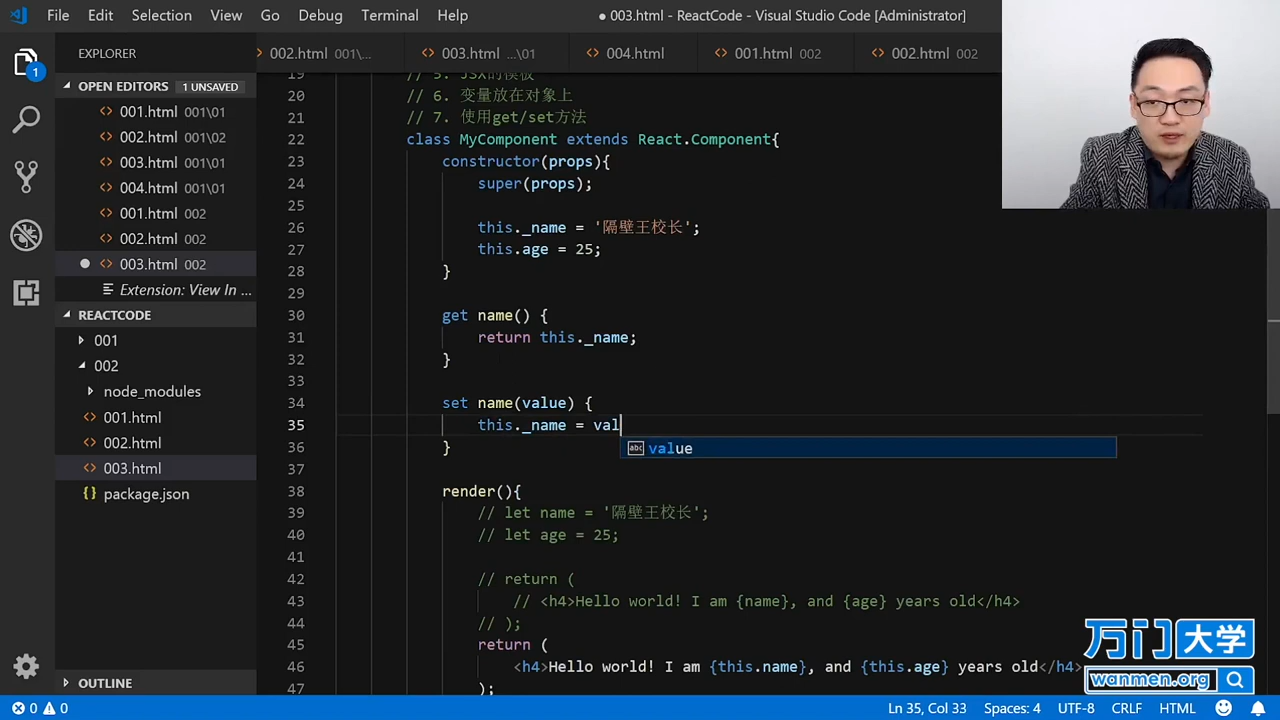 File Edit Selection View Go Debug Terminal Help ● 003.html - ReactCode - Visual Studio Code [Administrator]
EXPLORER
002.html 001\... 003.html ...\01 004.html 001.html 002 002.html 002
1
OPEN EDITORS 1 UNSAVED
001.html 001\01
002.html 001\02
003.html 001\01
004.html 001\01
001.html 002
002.html 002
003.html 002
Extension: View In ...
REACTCODE
001
002
node_modules
001.html
002.html
003.html
package.json
OUTLINE
19 // 5. JSX的模板
20 // 6. 变量放在对象上
21 // 7. 使用get/set方法
22 class MyComponent extends React.Component{
23 constructor(props){
24 super(props);
25
26 this._name = '隔壁王校长';
27 this.age = 25;
28 }
29
30 get name() {
31 return this._name;
32 }
33
34 set name(value) {
35 this._name = val
abc value
36 }
37
38 render(){
39 // let name = '隔壁王校长';
40 // let age = 25;
41
42 // return (
43 // <h4>Hello world! I am {name}, and {age} years old</h4>
44 // );
45 return (
46 <h4>Hello world! I am {this.name}, and {this.age} years old</h4>
47 );
万门大学
wanmen.org
0 0 Ln 35, Col 33 Spaces: 4 UTF-8 CRLF HTML